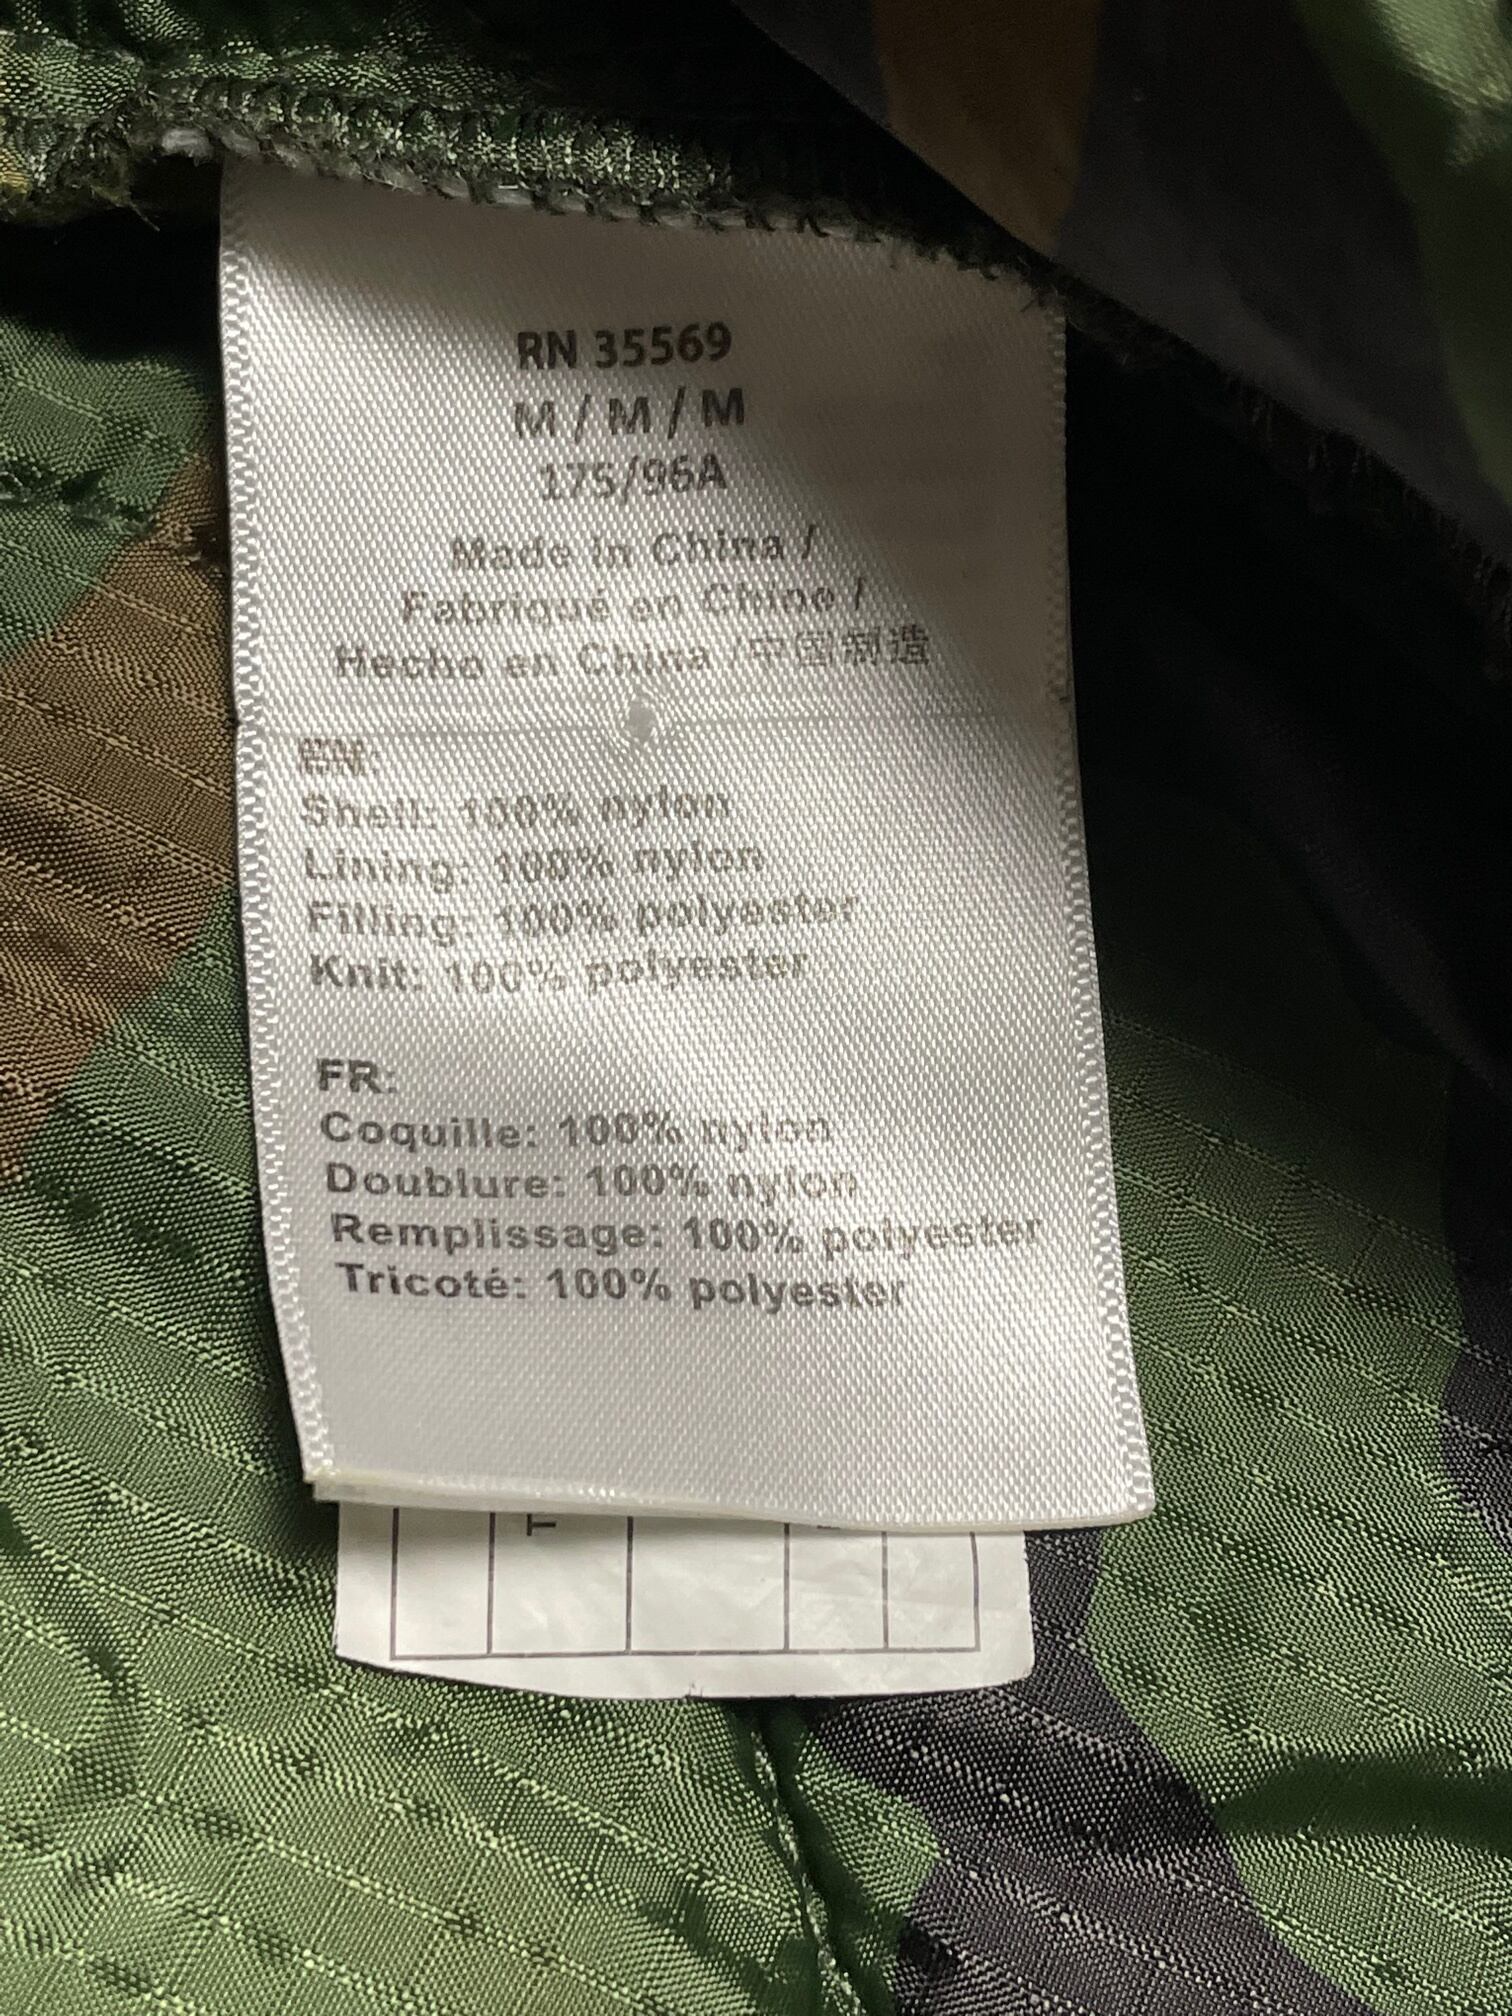 RN 35569
M / M / M
175/96A
Made in China /
Fabriqué en Chine /
Hecho en China /中国制造
EN:
Shell: 100% nylon
Lining: 100% nylon
Filling: 100% polyester
Knit: 100% polyester
FR:
Coquille: 100% nylon
Doublure: 100% nylon
Remplissage: 100% polyester
Tricoté: 100% polyester